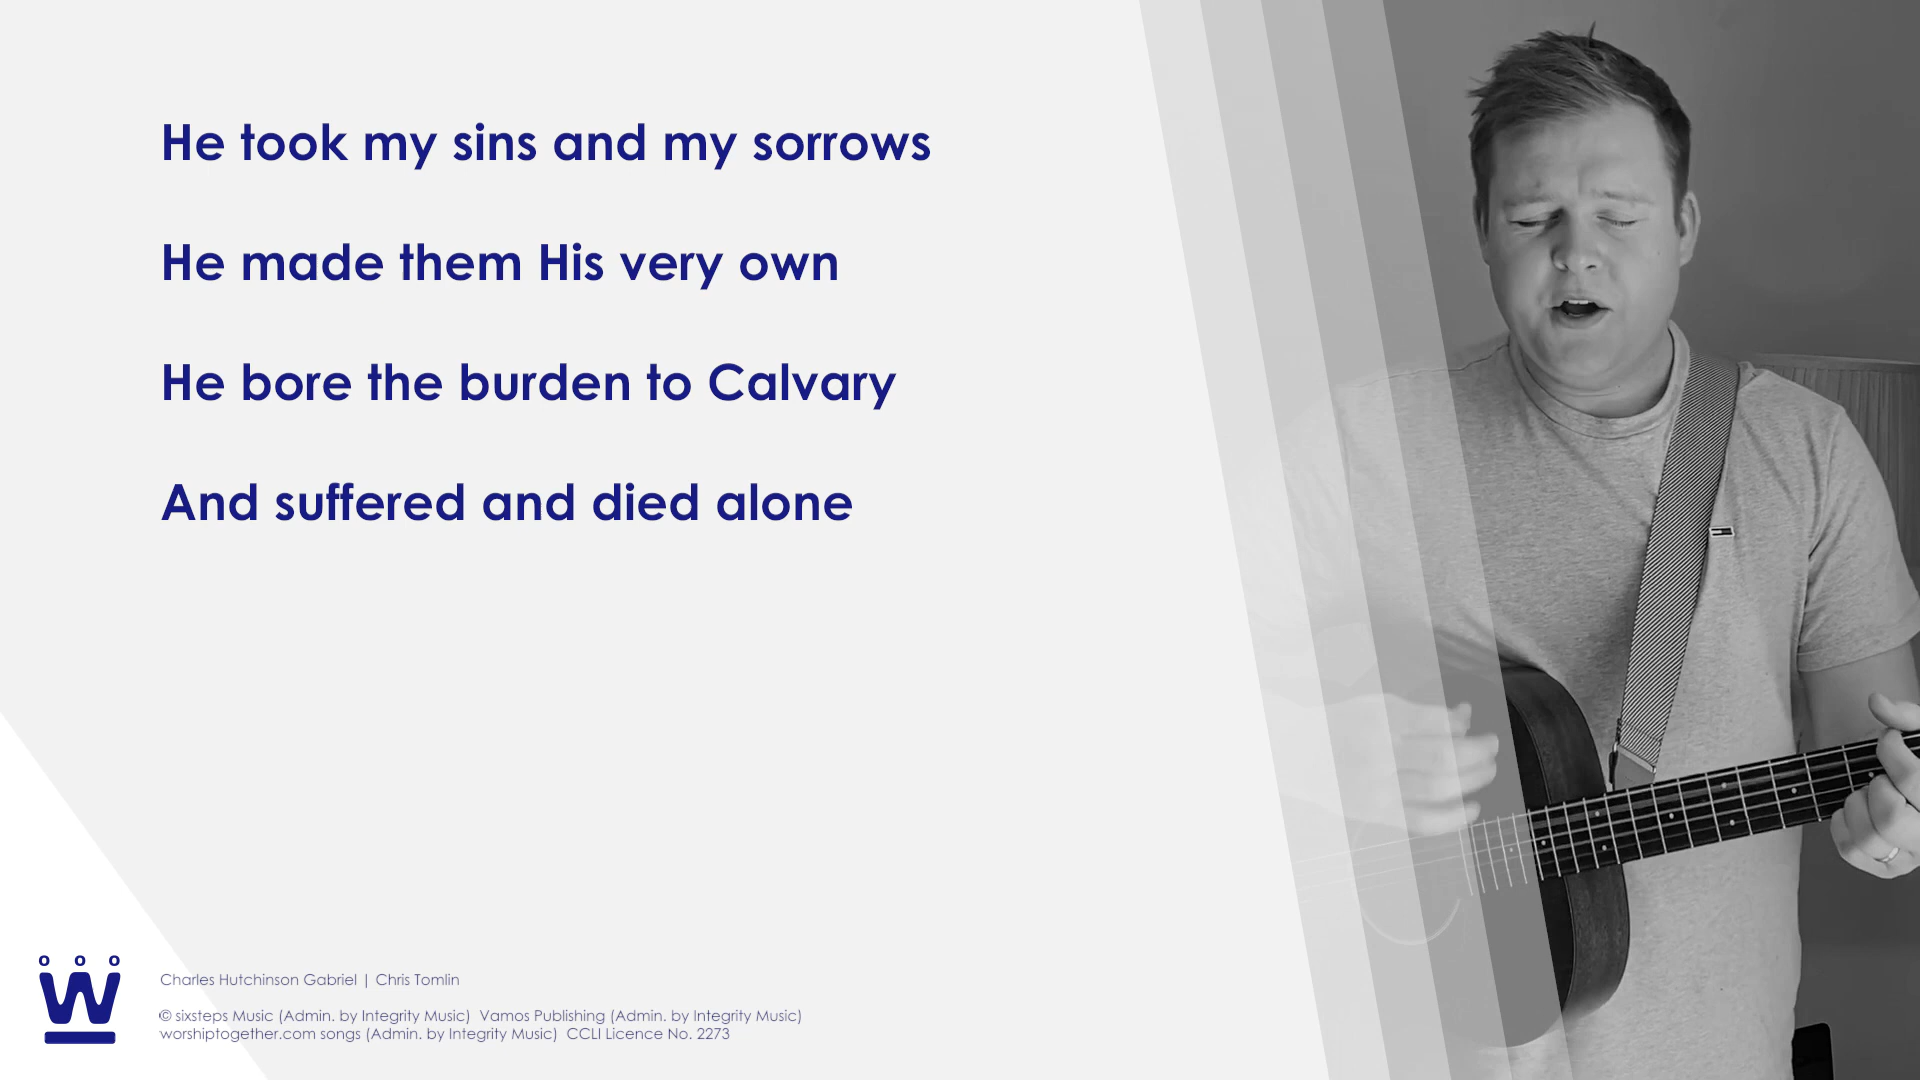 He took my sins and my sorrows
He made them His very own
He bore the burden to Calvary
And suffered and died alone
W
Charles Hutchinson Gabriel | Chris Tomlin
© sixsteps Music (Admin. by Integrity Music)  Vamos Publishing (Admin. by Integrity Music)
worshiptogether.com songs (Admin. by Integrity Music)  CCLI Licence No. 2273